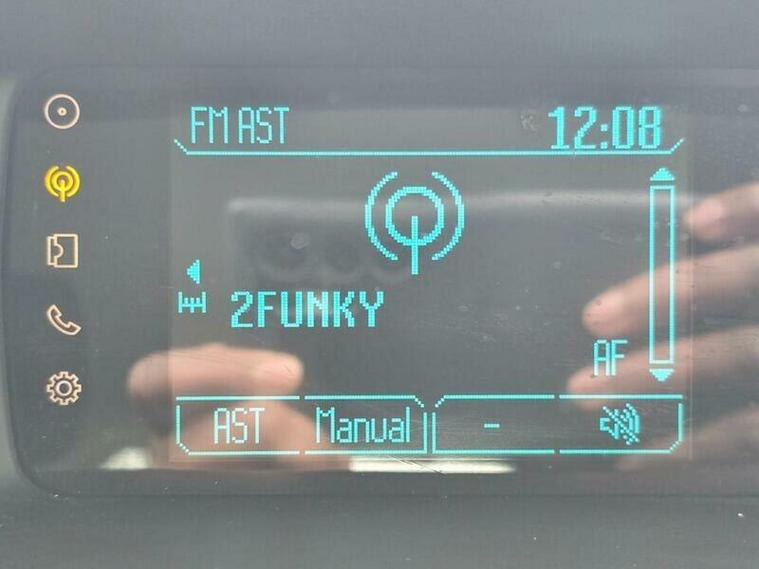 FM AST 12:08
2FUNKY
AF
AST Manual -